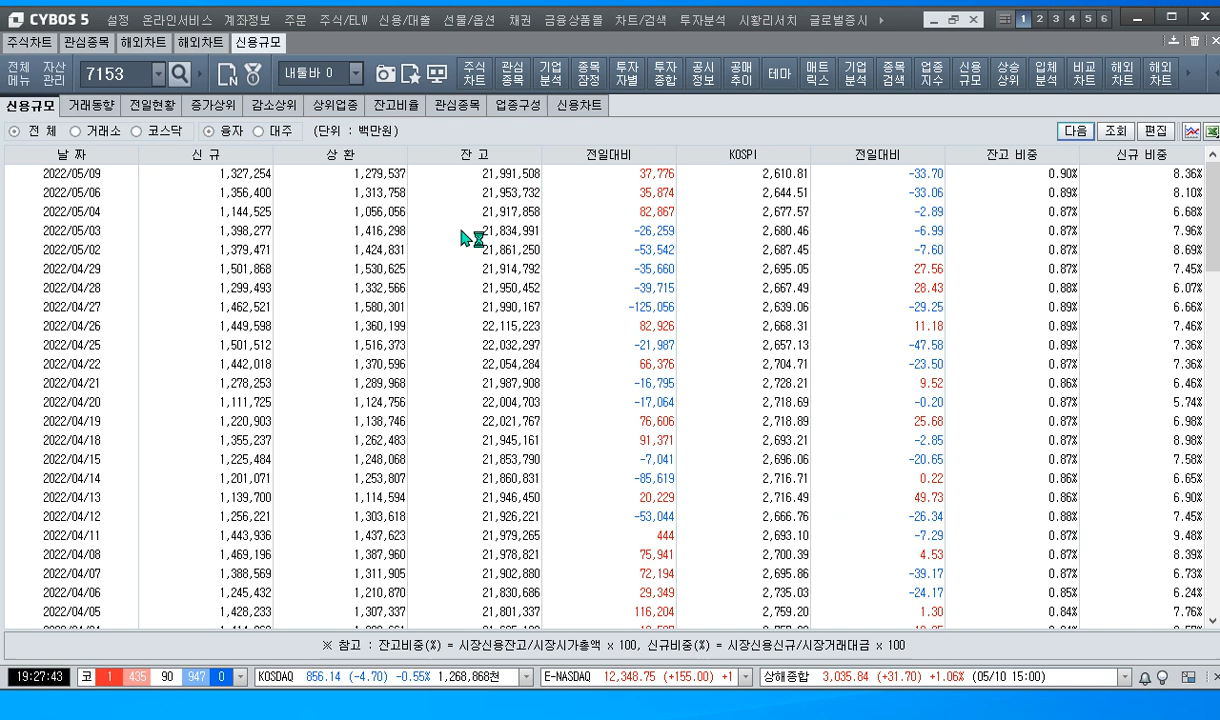 CYBOS 5 설정 온라인서비스 계좌정보 주문 주식/ELW 신용/대출 선물/옵션 채권 금융상품몰 차트/검색 투자분석 시황리서치 글로벌증시 1 2 3 4 5 6
주식차트 관심종목 해외차트 해외차트 신용규모
전체메뉴 자산관리 7153 내툴바 0 주식차트 관심종목 기업분석 종목잠정 투자자별 투자종합 공시정보 공매추이 테마 매트릭스 기업분석 종목검색 업종지수 신용규모 상승상위 입체분석 비교차트 해외차트 해외차트
신용규모 거래동향 전일현황 증가상위 감소상위 상위업종 잔고비율 관심종목 업종구성 신용차트
전 체 거래소 코스닥 융자 대주 (단위 : 백만원) 다음 조회 편집
날 짜 신 규 상 환 잔 고 전일대비 KOSPI 전일대비 잔고 비중 신규 비중
2022/05/09 1,327,254 1,279,537 21,991,508 37,776 2,610.81 -33.70 0.90% 8.36%
2022/05/06 1,356,400 1,313,758 21,953,732 35,874 2,644.51 -33.06 0.89% 8.10%
2022/05/04 1,144,525 1,056,056 21,917,858 82,867 2,677.57 -2.89 0.87% 6.68%
2022/05/03 1,398,277 1,416,298 21,834,991 -26,259 2,680.46 -6.99 0.87% 7.96%
2022/05/02 1,379,471 1,424,831 21,861,250 -53,542 2,687.45 -7.60 0.87% 8.69%
2022/04/29 1,501,868 1,530,625 21,914,792 -35,660 2,695.05 27.56 0.87% 7.45%
2022/04/28 1,299,493 1,332,566 21,950,452 -39,715 2,667.49 28.43 0.88% 6.07%
2022/04/27 1,462,521 1,580,301 21,990,167 -125,056 2,639.06 -29.25 0.89% 6.66%
2022/04/26 1,449,598 1,360,199 22,115,223 82,926 2,668.31 11.18 0.89% 7.46%
2022/04/25 1,501,512 1,516,373 22,032,297 -21,987 2,657.13 -47.58 0.89% 7.36%
2022/04/22 1,442,018 1,370,596 22,054,284 66,376 2,704.71 -23.50 0.87% 7.36%
2022/04/21 1,278,253 1,289,968 21,987,908 -16,795 2,728.21 9.52 0.86% 6.46%
2022/04/20 1,111,725 1,124,756 22,004,703 -17,064 2,718.69 -0.20 0.87% 5.74%
2022/04/19 1,220,903 1,138,746 22,021,767 76,606 2,718.89 25.68 0.87% 6.98%
2022/04/18 1,355,237 1,262,483 21,945,161 91,371 2,693.21 -2.85 0.87% 8.98%
2022/04/15 1,225,484 1,248,068 21,853,790 -7,041 2,696.06 -20.65 0.87% 7.58%
2022/04/14 1,201,071 1,253,807 21,860,831 -85,619 2,716.71 0.22 0.86% 6.65%
2022/04/13 1,139,700 1,114,594 21,946,450 20,229 2,716.49 49.73 0.87% 6.90%
2022/04/12 1,256,221 1,303,618 21,926,221 -53,044 2,666.76 -26.34 0.88% 7.45%
2022/04/11 1,443,936 1,437,623 21,979,265 444 2,693.10 -7.29 0.87% 9.48%
2022/04/08 1,469,196 1,387,960 21,978,821 75,941 2,700.39 4.53 0.87% 8.39%
2022/04/07 1,388,569 1,311,905 21,902,880 72,194 2,695.86 -39.17 0.87% 6.73%
2022/04/06 1,245,432 1,210,870 21,830,686 29,349 2,735.03 -24.17 0.85% 6.24%
2022/04/05 1,428,233 1,307,337 21,801,337 116,204 2,759.20 1.30 0.84% 7.76%
※ 참고 : 잔고비중(%) = 시장신용잔고/시장시가총액 x 100, 신규비중(%) = 시장신용신규/시장거래대금 x 100
19:27:43 코 1 435 90 947 0 KOSDAQ 856.14 (-4.70) -0.55% 1,268,868천 E-NASDAQ 12,348.75 (+155.00) +1 상해종합 3,035.84 (+31.70) +1.06% (05/10 15:00)